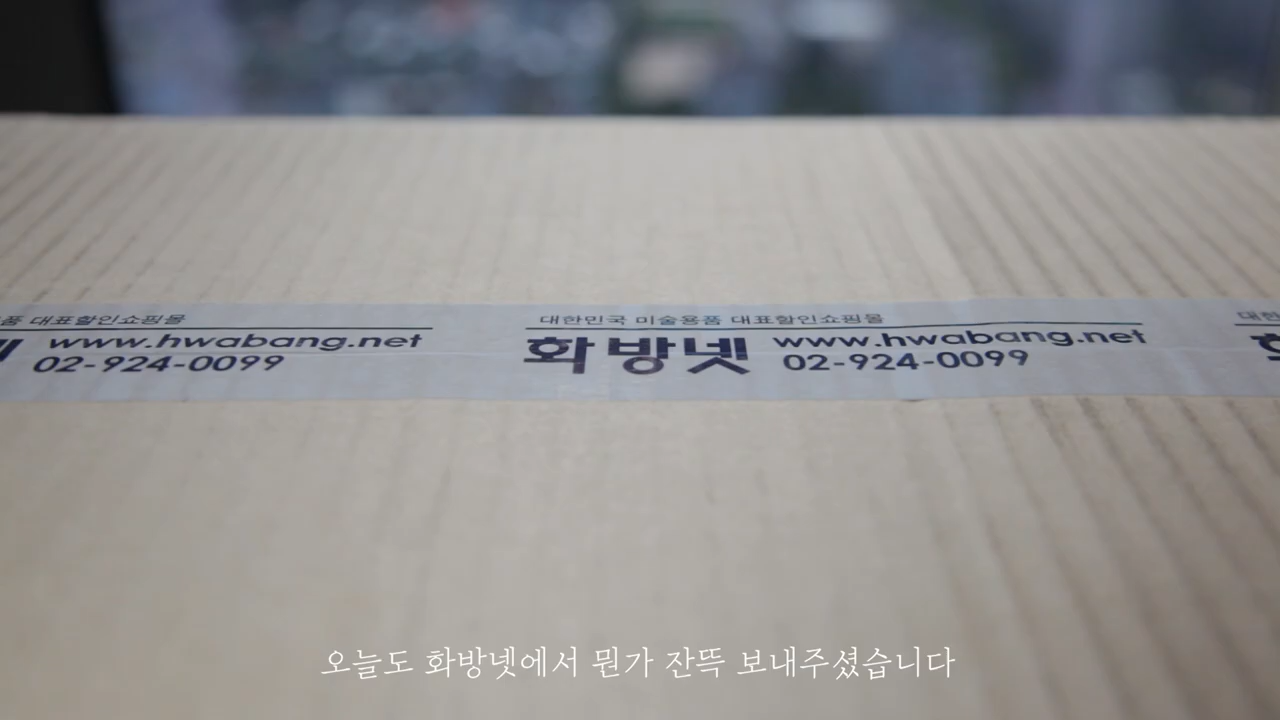 품 대표할인쇼핑몰
www.hwabang.net
02-924-0099
대한민국 미술용품 대표할인쇼핑몰
화방넷 www.hwabang.net
02-924-0099
오늘도 화방넷에서 뭔가 잔뜩 보내주셨습니다